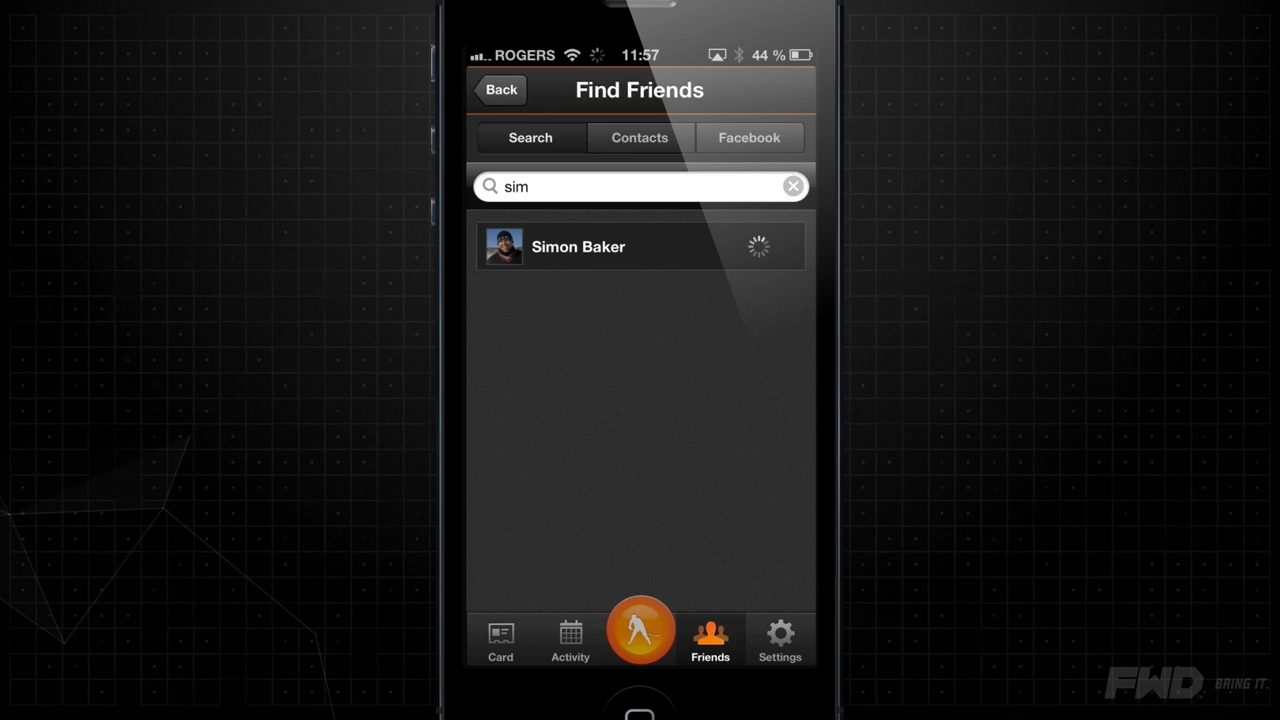 ROGERS 11:57 44 %
Back Find Friends
Search Contacts Facebook
sim
Simon Baker
Card Activity Friends Settings
FWD BRING IT.